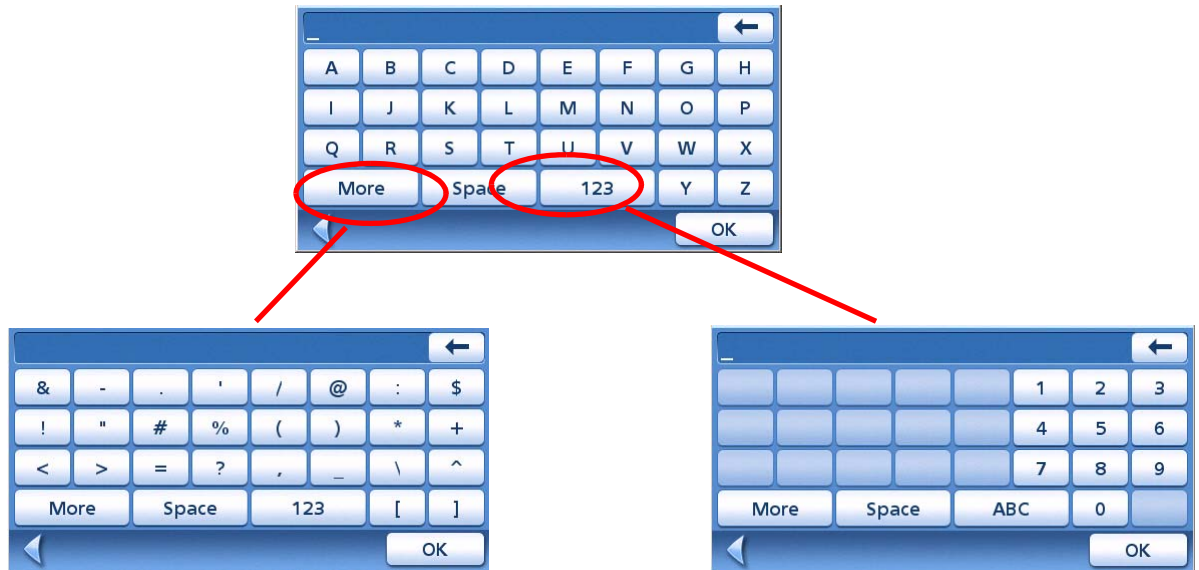 _
A B C D E F G H
I J K L M N O P
Q R S T U V W X
More Space 123 Y Z
OK
& - . ' / @ : $
! " # % ( ) * +
< > = ? , _ \ ^
More Space 123 [ ]
OK
_
1 2 3
4 5 6
7 8 9
More Space ABC 0
OK